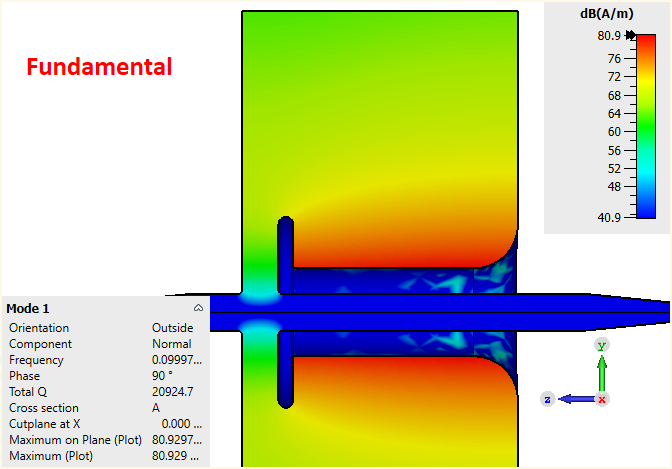 dB(A/m)
80.9
76
72
68
64
60
56
52
48
40.9
Fundamental
Mode 1
Orientation Outside
Component Normal
Frequency 0.09997...
Phase 90 °
Total Q 20924.7
Cross section A
Cutplane at X 0.000 ...
Maximum on Plane (Plot) 80.9297...
Maximum (Plot) 80.929 ...
y
z
x